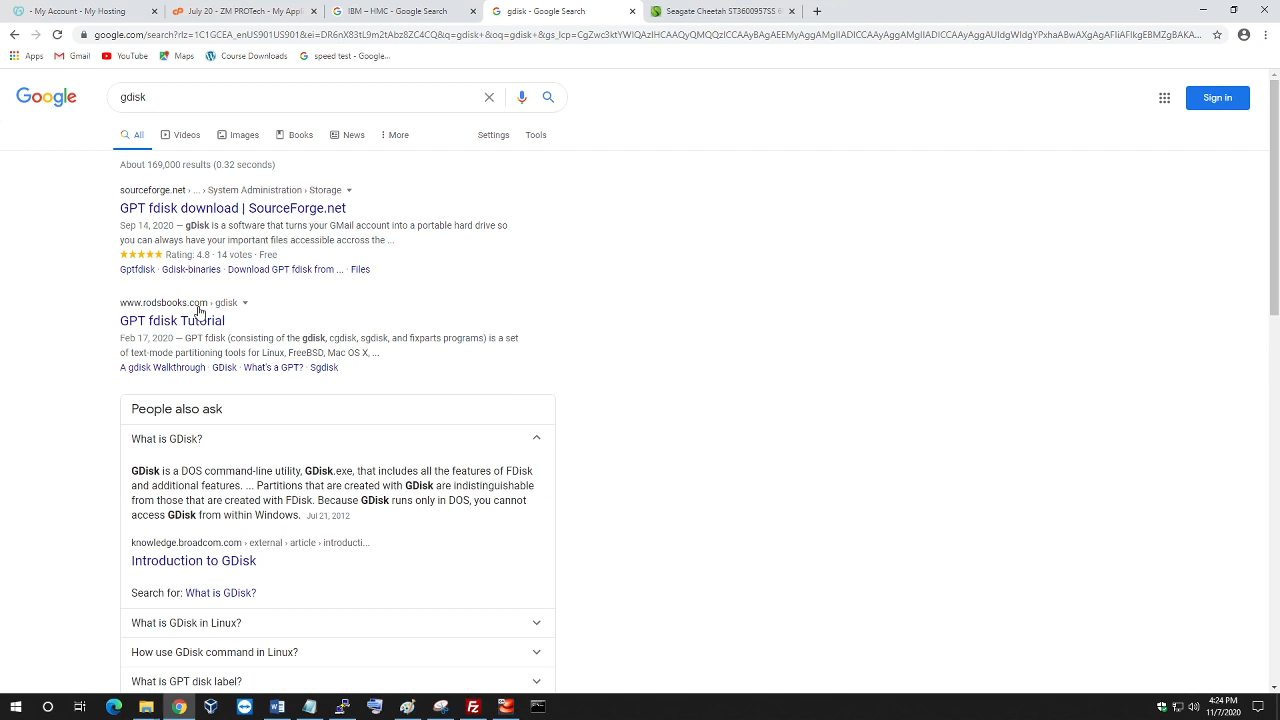 - My Account - My Hosting
July 20 - ZM PROTech - My Appli
IBM – HMC - Google Search
gdisk - Google Search
Seagate Cheetah ST3600957SS 6
Apps
Gmail
YouTube
Maps
Course Downloads
speed test - Google...
Google
gdisk
Sign in
All
Videos
Images
Books
News
More
Settings
Tools
About 169,000 results (0.32 seconds)
sourceforge.net › ... › System Administration › Storage
GPT fdisk download | SourceForge.net
Sep 14, 2020 — gDisk is a software that turns your GMail account into a portable hard drive so
you can always have your important files accessible accross the ...
Rating: 4.8 · 14 votes · Free
Gptfdisk · Gdisk-binaries · Download GPT fdisk from ... · Files
www.rodsbooks.com › gdisk
GPT fdisk Tutorial
Feb 17, 2020 — GPT fdisk (consisting of the gdisk, cgdisk, sgdisk, and fixparts programs) is a set
of text-mode partitioning tools for Linux, FreeBSD, Mac OS X, ...
A gdisk Walkthrough · GDisk · What's a GPT? · Sgdisk
People also ask
What is GDisk?
GDisk is a DOS command-line utility, GDisk.exe, that includes all the features of FDisk
and additional features. ... Partitions that are created with GDisk are indistinguishable
from those that are created with FDisk. Because GDisk runs only in DOS, you cannot
access GDisk from within Windows. Jul 21, 2012
knowledge.broadcom.com › external › article › introducti...
Introduction to GDisk
Search for: What is GDisk?
What is GDisk in Linux?
How use GDisk command in Linux?
What is GPT disk label?
4:24 PM
11/7/2020